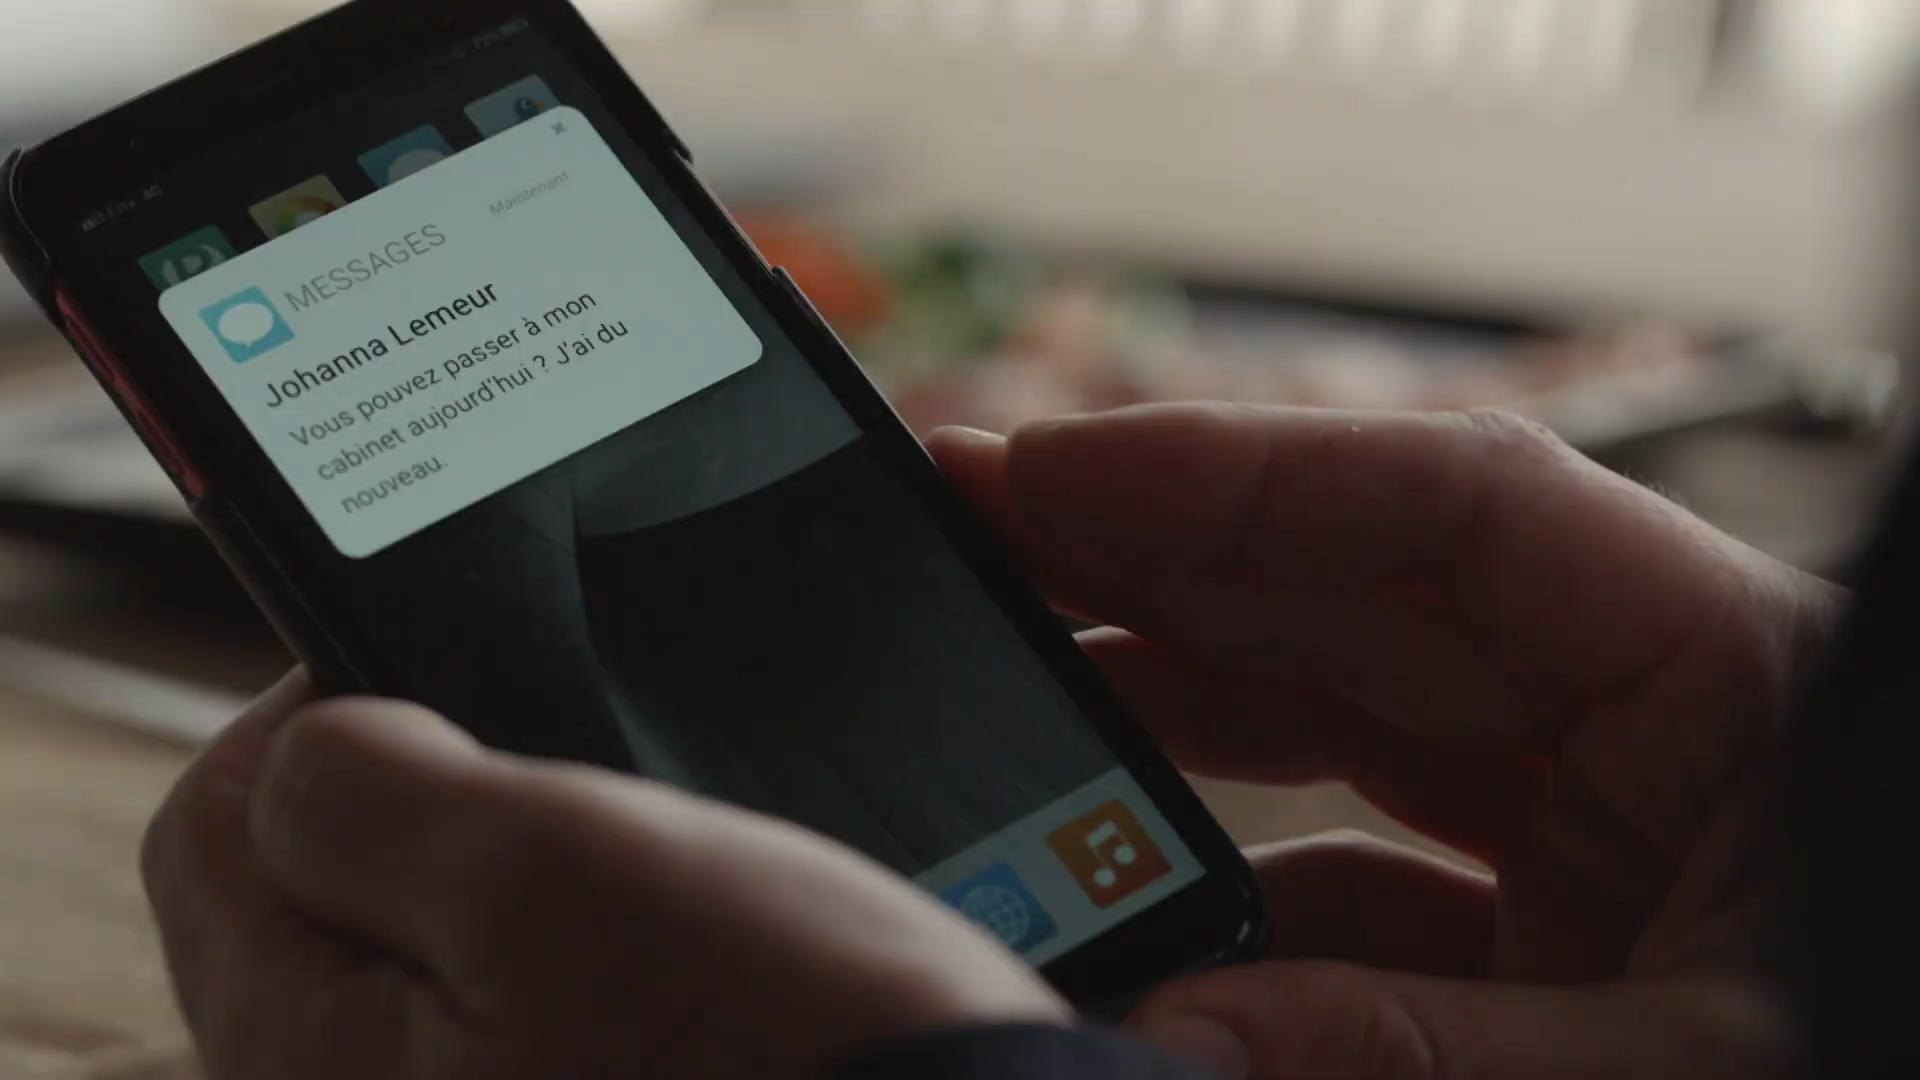 MESSAGES
Maintenant
Johanna Lemeur
Vous pouvez passer à mon
cabinet aujourd'hui ? J'ai du
nouveau.